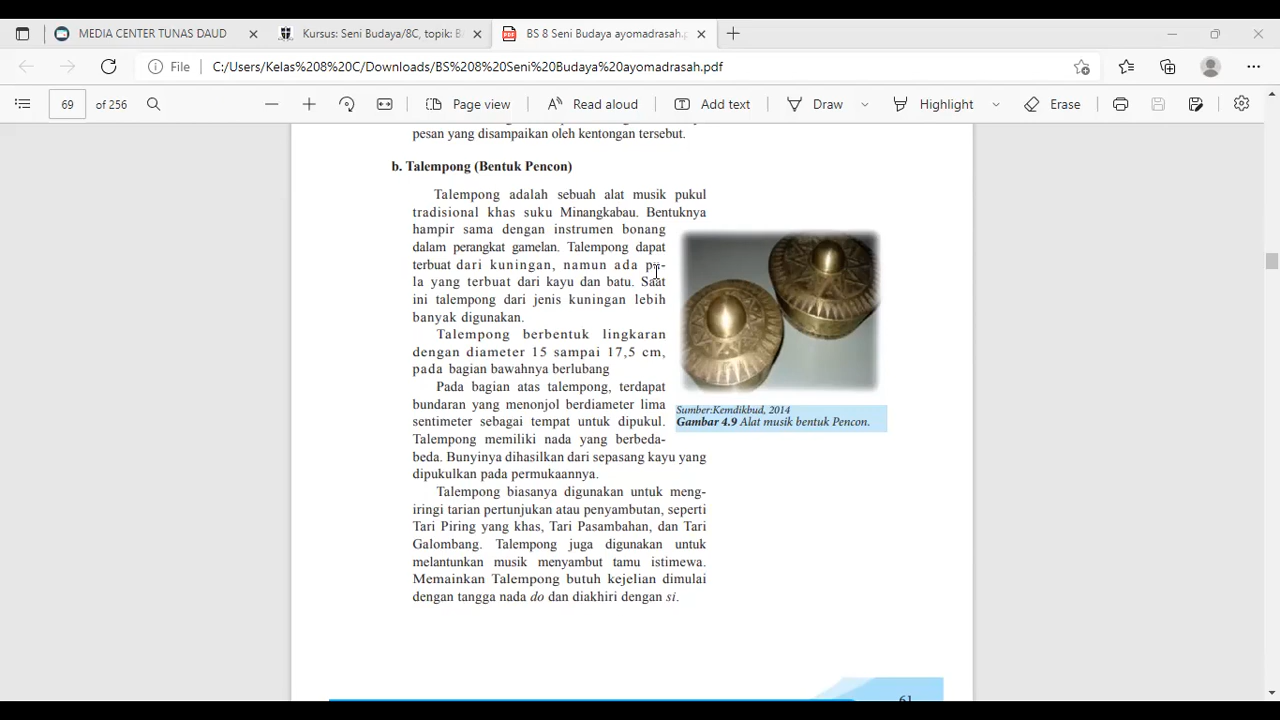 MEDIA CENTER TUNAS DAUD
Kursus: Seni Budaya/8C, topik:
BS 8 Seni Budaya ayomadrasah.p
File C:/Users/Kelas%208%20C/Downloads/BS%208%20Seni%20Budaya%20ayomadrasah.pdf
69 of 256 Page view Read aloud Add text Draw Highlight Erase
pesan yang disampaikan oleh kentongan tersebut.
b. Talempong (Bentuk Pencon)
Talempong adalah sebuah alat musik pukul
tradisional khas suku Minangkabau. Bentuknya
hampir sama dengan instrumen bonang
dalam perangkat gamelan. Talempong dapat
terbuat dari kuningan, namun ada pu-
la yang terbuat dari kayu dan batu. Saat
ini talempong dari jenis kuningan lebih
banyak digunakan.
Talempong berbentuk lingkaran
dengan diameter 15 sampai 17,5 cm,
pada bagian bawahnya berlubang
Pada bagian atas talempong, terdapat
bundaran yang menonjol berdiameter lima
sentimeter sebagai tempat untuk dipukul.
Talempong memiliki nada yang berbeda-
beda. Bunyinya dihasilkan dari sepasang kayu yang
dipukulkan pada permukaannya.
Talempong biasanya digunakan untuk meng-
iringi tarian pertunjukan atau penyambutan, seperti
Tari Piring yang khas, Tari Pasambahan, dan Tari
Galombang. Talempong juga digunakan untuk
melantunkan musik menyambut tamu istimewa.
Memainkan Talempong butuh kejelian dimulai
dengan tangga nada do dan diakhiri dengan si.
Sumber:Kemdikbud, 2014
Gambar 4.9 Alat musik bentuk Pencon.
61